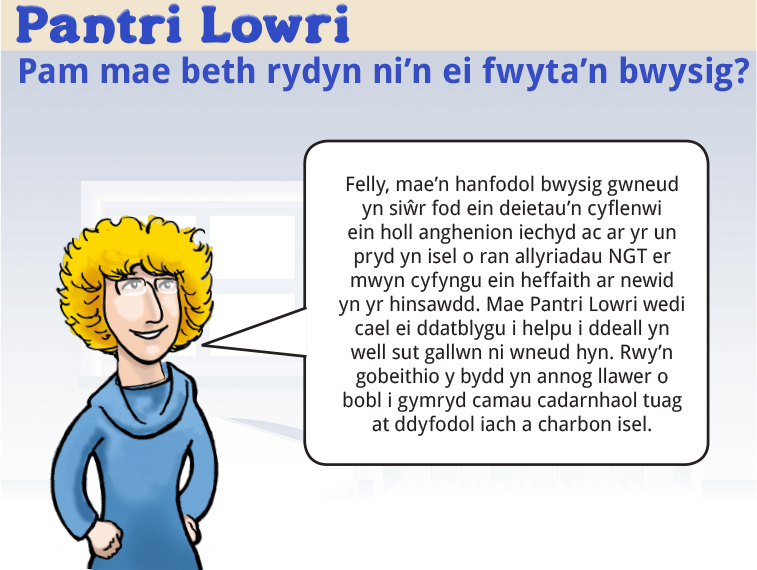 Pantri Lowri
Pam mae beth rydyn ni’n ei fwyta’n bwysig?
Felly, mae’n hanfodol bwysig gwneud
yn siŵr fod ein deietau’n cyflenwi
ein holl anghenion iechyd ac ar yr un
pryd yn isel o ran allyriadau NGT er
mwyn cyfyngu ein heffaith ar newid
yn yr hinsawdd. Mae Pantri Lowri wedi
cael ei ddatblygu i helpu i ddeall yn
well sut gallwn ni wneud hyn. Rwy’n
gobeithio y bydd yn annog llawer o
bobl i gymryd camau cadarnhaol tuag
at ddyfodol iach a charbon isel.